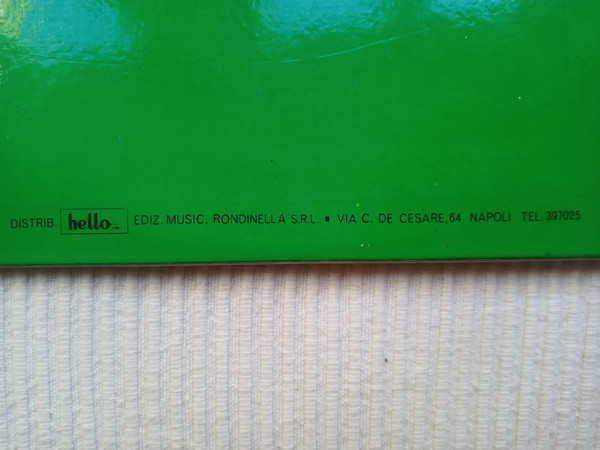 DISTRIB. hello... EDIZ. MUSIC. RONDINELLA S.R.L. ▪ VIA C. DE CESARE,64 NAPOLI TEL.397025